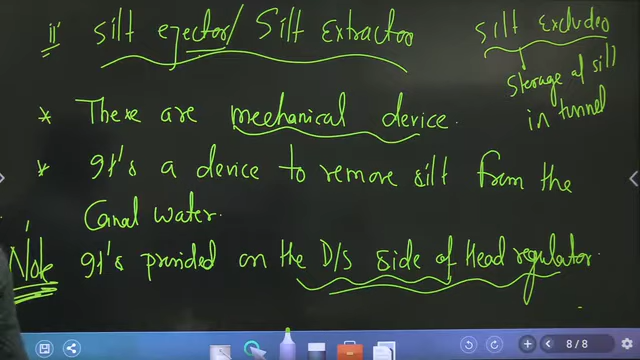 ii) Silt ejector/ Silt Extractor
Silt Excluder
Storage of silt
in tunnel
* These are mechanical device.
* It's a device to remove silt from the
Canal water.
Note It's provided on the D/S side of Head regulator.
8 / 8